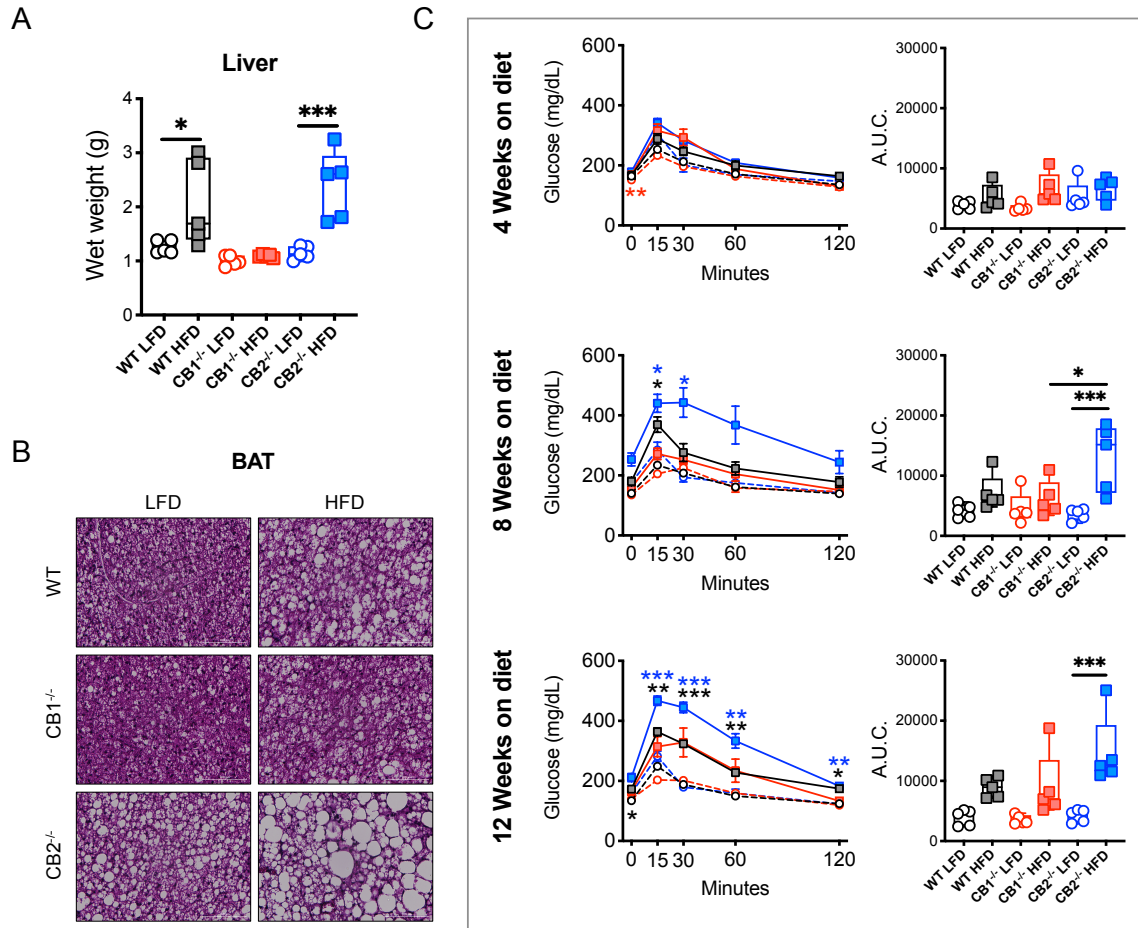 A
Liver
Wet weight (g)
4
3
2
1
0
*
***
WT LFD
WT HFD
CB1-/- LFD
CB1-/- HFD
CB2-/- LFD
CB2-/- HFD
B
BAT
LFD
HFD
WT
CB1-/-
CB2-/-
C
4 Weeks on diet
Glucose (mg/dL)
600
400
200
0
**
0
15
30
60
120
Minutes
A.U.C.
30000
20000
10000
0
WT LFD
WT HFD
CB1-/- LFD
CB1-/- HFD
CB2-/- LFD
CB2-/- HFD
8 Weeks on diet
Glucose (mg/dL)
600
400
200
0
*
*
*
0
15
30
60
120
Minutes
A.U.C.
30000
20000
10000
0
*
***
WT LFD
WT HFD
CB1-/- LFD
CB1-/- HFD
CB2-/- LFD
CB2-/- HFD
12 Weeks on diet
Glucose (mg/dL)
600
400
200
0
***
***
**
***
**
**
**
*
*
0
15
30
60
120
Minutes
A.U.C.
30000
20000
10000
0
***
WT LFD
WT HFD
CB1-/- LFD
CB1-/- HFD
CB2-/- LFD
CB2-/- HFD